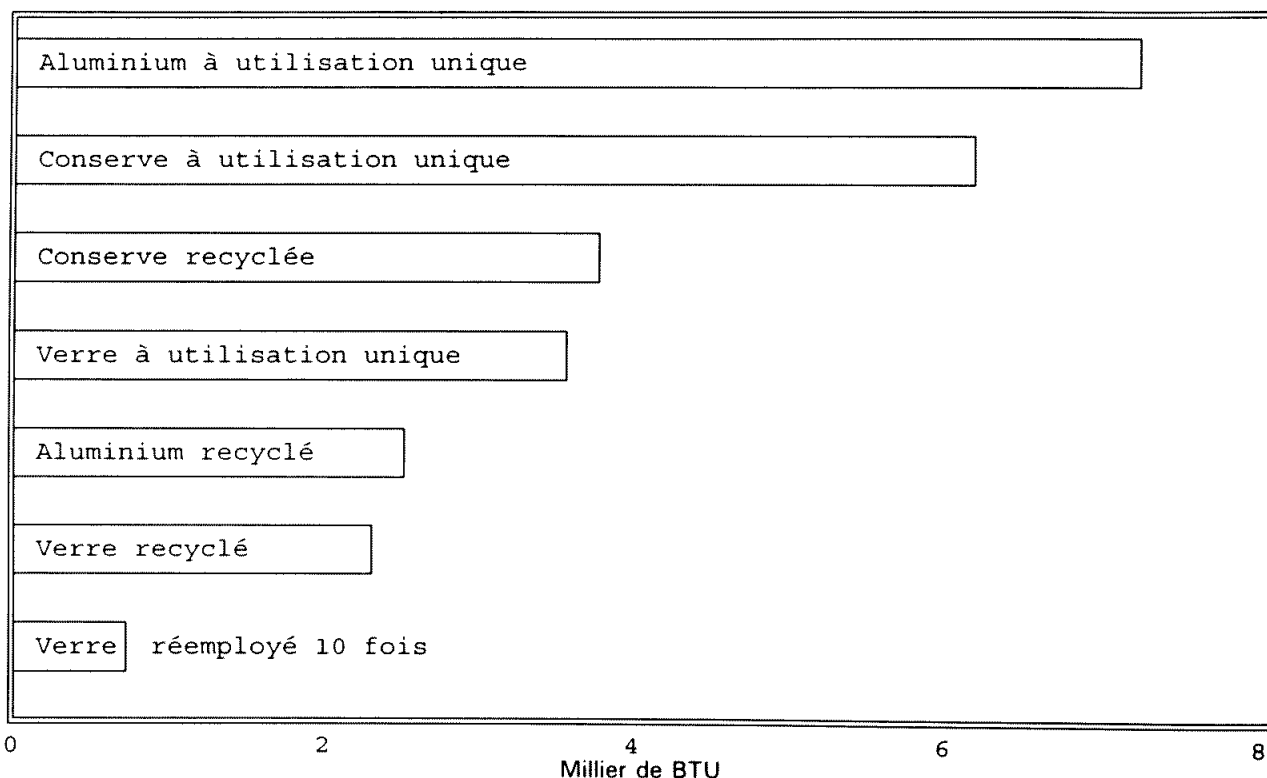 Aluminium à utilisation unique
Conserve à utilisation unique
Conserve recyclée
Verre à utilisation unique
Aluminium recyclé
Verre recyclé
Verre réemployé 10 fois
0 2 4 6 8
Millier de BTU